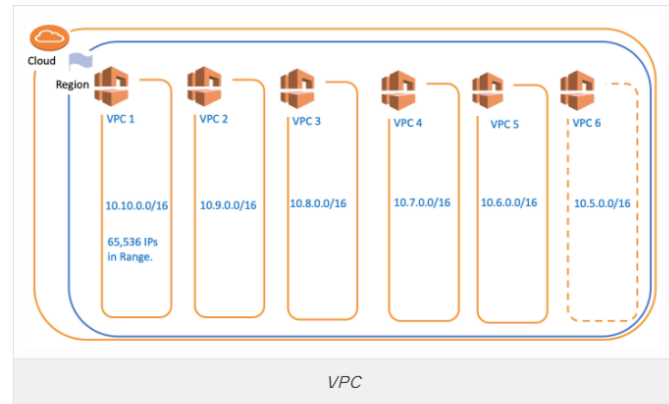 Cloud
Region
VPC 1
VPC 2
VPC 3
VPC 4
VPC 5
VPC 6
10.10.0.0/16
10.9.0.0/16
10.8.0.0/16
10.7.0.0/16
10.6.0.0/16
10.5.0.0/16
65,536 IPs
in Range.
VPC